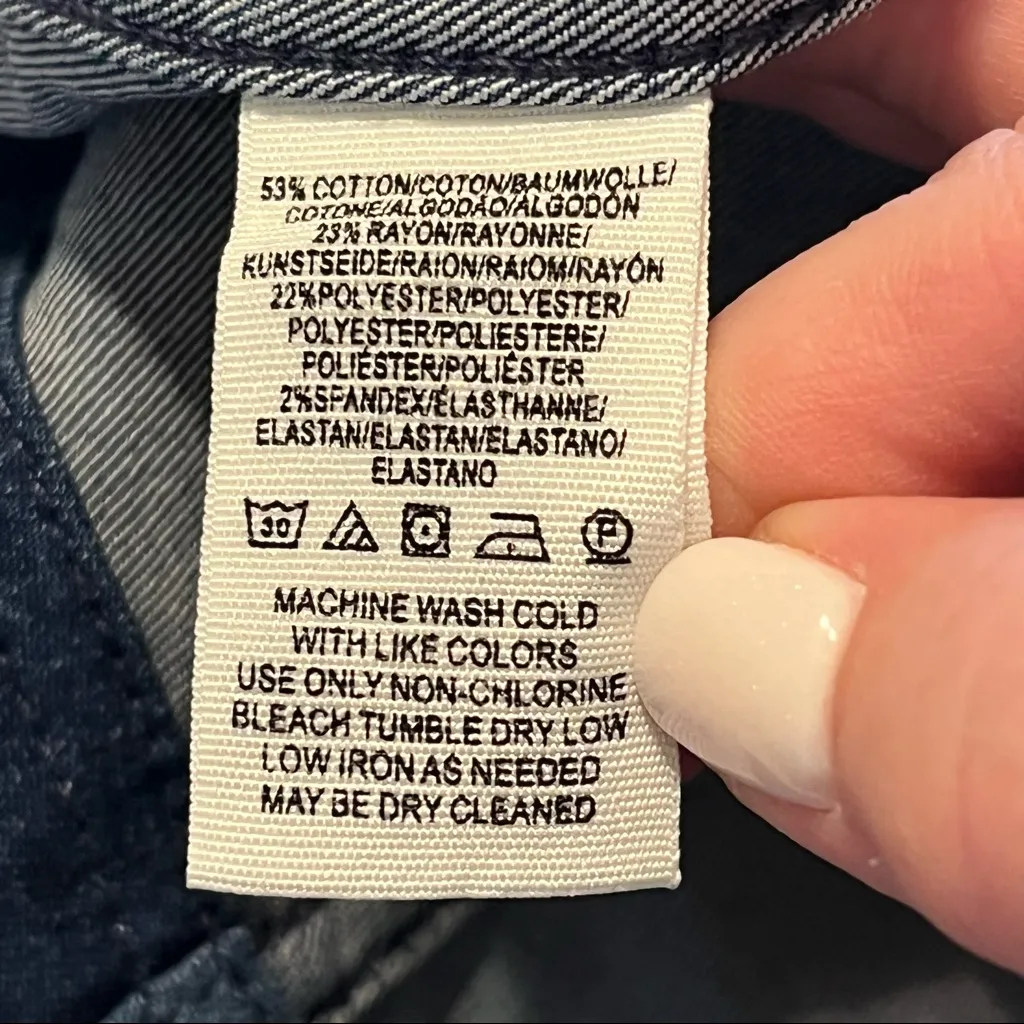 53% COTTON/COTON/BAUMWOLLE/
COTONE/ALGODÃO/ALGODÓN
23% RAYON/RAYONNE/
KUNSTSEIDE/RAION/RAIOM/RAYÓN
22%POLYESTER/POLYESTER/
POLYESTER/POLIESTERE/
POLIÉSTER/POLIÉSTER
2%SPANDEX/ÉLASTHANNE/
ELASTAN/ELASTAN/ELASTANO/
ELASTANO
30 P
MACHINE WASH COLD
WITH LIKE COLORS
USE ONLY NON-CHLORINE
BLEACH TUMBLE DRY LOW
LOW IRON AS NEEDED
MAY BE DRY CLEANED